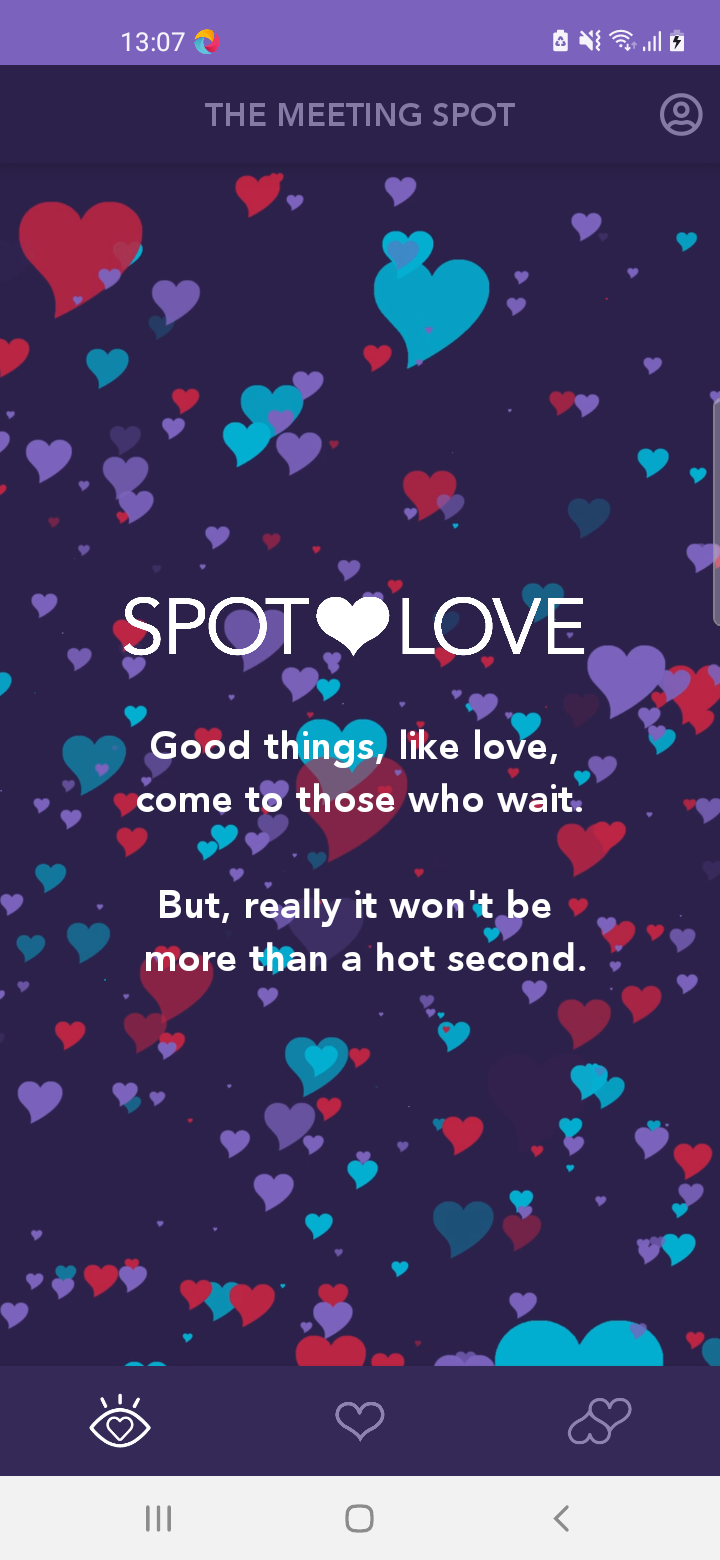 13:07
THE MEETING SPOT
SPOT LOVE
Good things, like love,
come to those who wait.
But, really it won't be
more than a hot second.